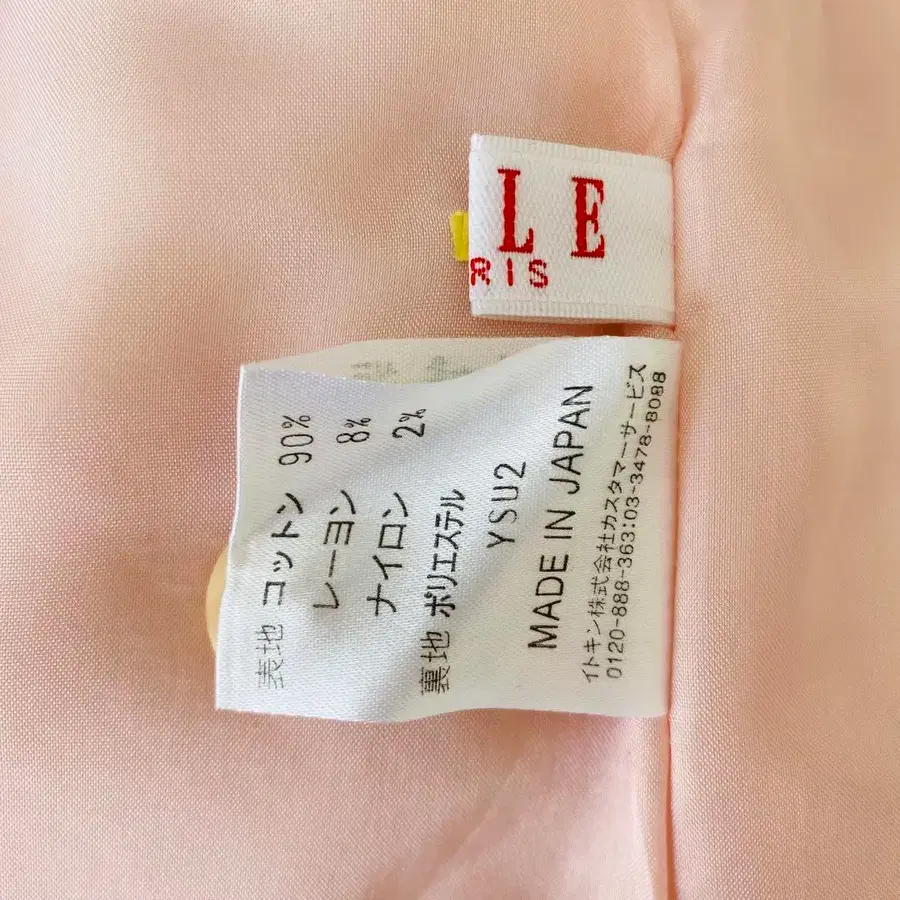 LE
RIS
表地 コットン 90%
レーヨン 8%
ナイロン 2%
裏地 ポリエステル
YSU2
MADE IN JAPAN
イトキン株式会社カスタマーサービス
0120-888-363:03-3478-8088